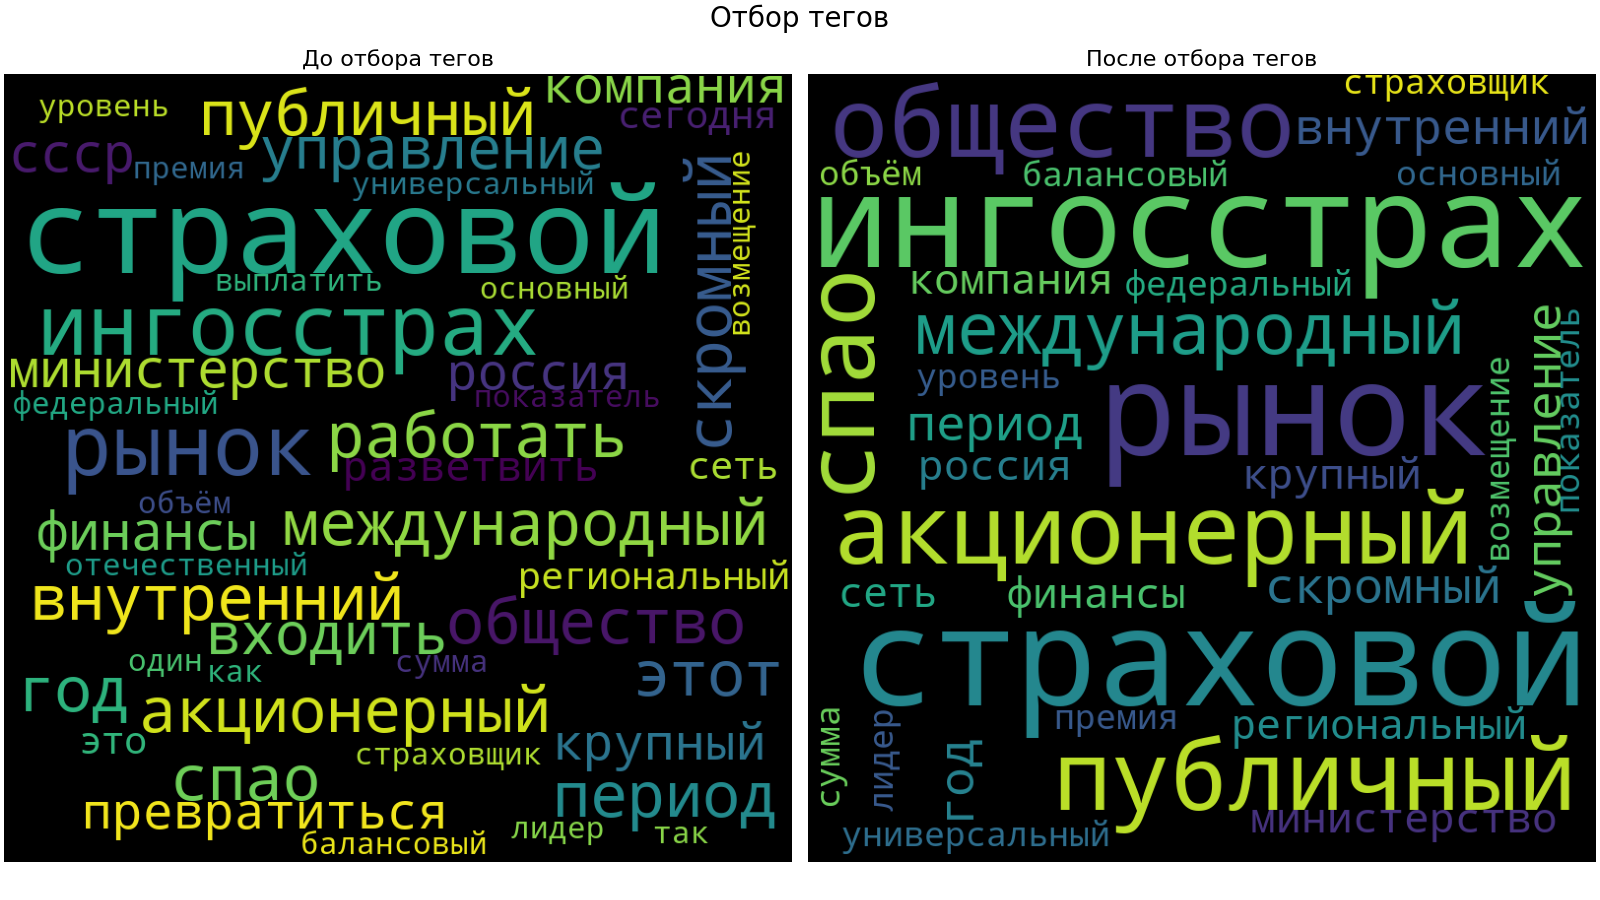 Отбор тегов
До отбора тегов
компания
уровень
публичный
сегодня
ссср
премия
управление
универсальный
скромный
возмещение
страховой
выплатить
основный
ингосстрах
министерство
россия
федеральный
показатель
рынок
работать
разветвить
сеть
объём
финансы
международный
отечественный
региональный
внутренний
общество
входить
один
как
сумма
этот
год
акционерный
это
страховщик
крупный
спао
период
превратиться
лидер
так
балансовый
После отбора тегов
страховщик
общество
внутренний
объём
балансовый
основный
ингосстрах
компания
федеральный
спао
международный
управление
показатель
уровень
рынок
возмещение
период
россия
крупный
акционерный
сеть
финансы
скромный
страховой
сумма
лидер
премия
региональный
год
публичный
министерство
универсальный